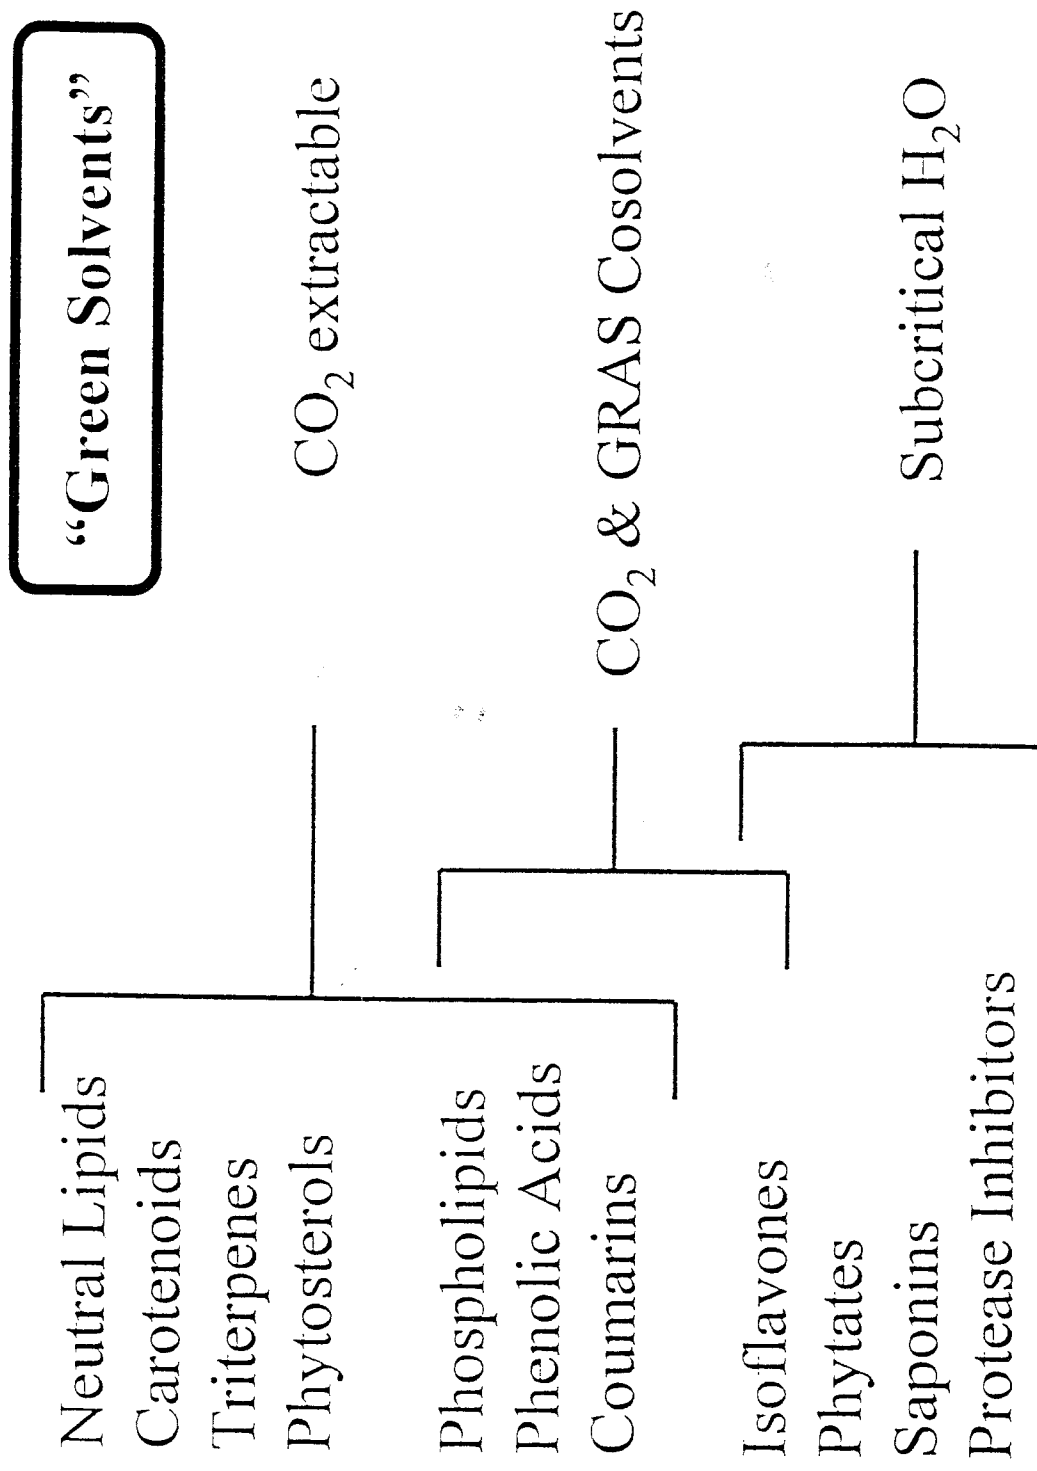 “Green Solvents”
Neutral Lipids
Carotenoids
Triterpenes
Phytosterols
CO₂ extractable
Phospholipids
Phenolic Acids
Coumarins
CO₂ & GRAS Cosolvents
Isoflavones
Phytates
Saponins
Protease Inhibitors
Subcritical H₂O